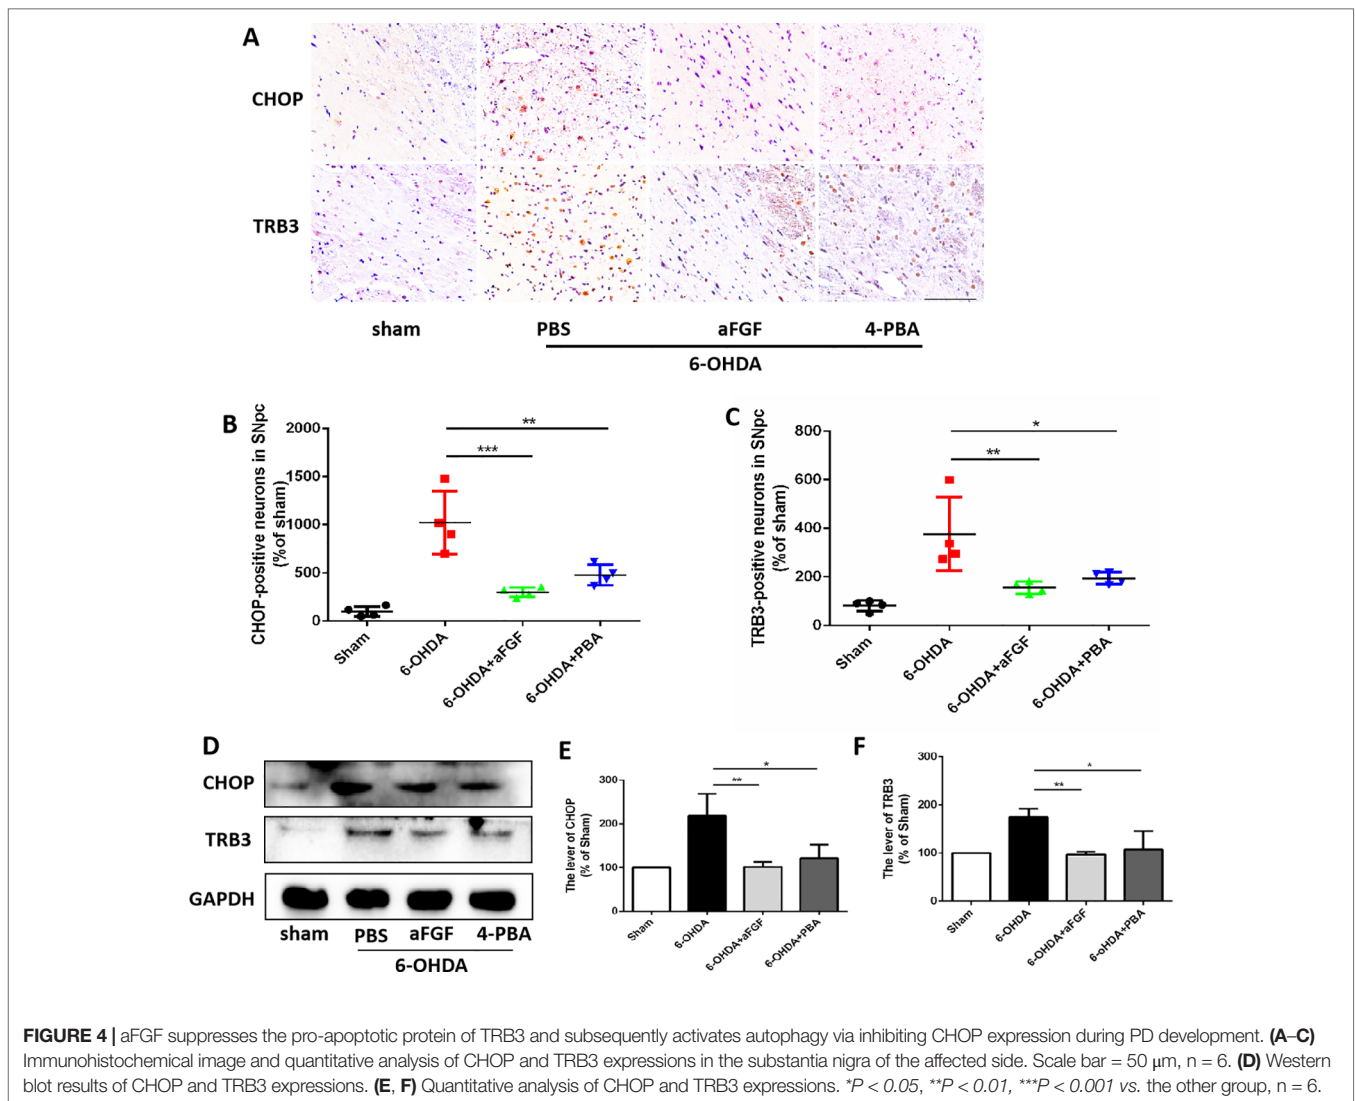 A
CHOP
TRB3
sham PBS aFGF 4-PBA
6-OHDA
B
CHOP-positive neurons in SNpc
(%of sham)
2000
1500
1000
500
0
**
***
Sham
6-OHDA
6-OHDA+aFGF
6-OHDA+PBA
C
TRB3-positive neurons in SNpc
(%of sham)
800
600
400
200
0
*
**
Sham
6-OHDA
6-OHDA+aFGF
6-OHDA+PBA
D
CHOP
TRB3
GAPDH
sham PBS aFGF 4-PBA
6-OHDA
E
The lever of CHOP
(% of Sham)
300
200
100
0
*
**
Sham
6-OHDA
6-OHDA+aFGF
6-OHDA+PBA
F
The lever of TRB3
(% of Sham)
300
200
100
0
*
**
Sham
6-OHDA
6-OHDA+aFGF
6-oHDA+PBA
FIGURE 4 | aFGF suppresses the pro-apoptotic protein of TRB3 and subsequently activates autophagy via inhibiting CHOP expression during PD development. (A–C)
Immunohistochemical image and quantitative analysis of CHOP and TRB3 expressions in the substantia nigra of the affected side. Scale bar = 50 μm, n = 6. (D) Western
blot results of CHOP and TRB3 expressions. (E, F) Quantitative analysis of CHOP and TRB3 expressions. *P < 0.05, **P < 0.01, ***P < 0.001 vs. the other group, n = 6.